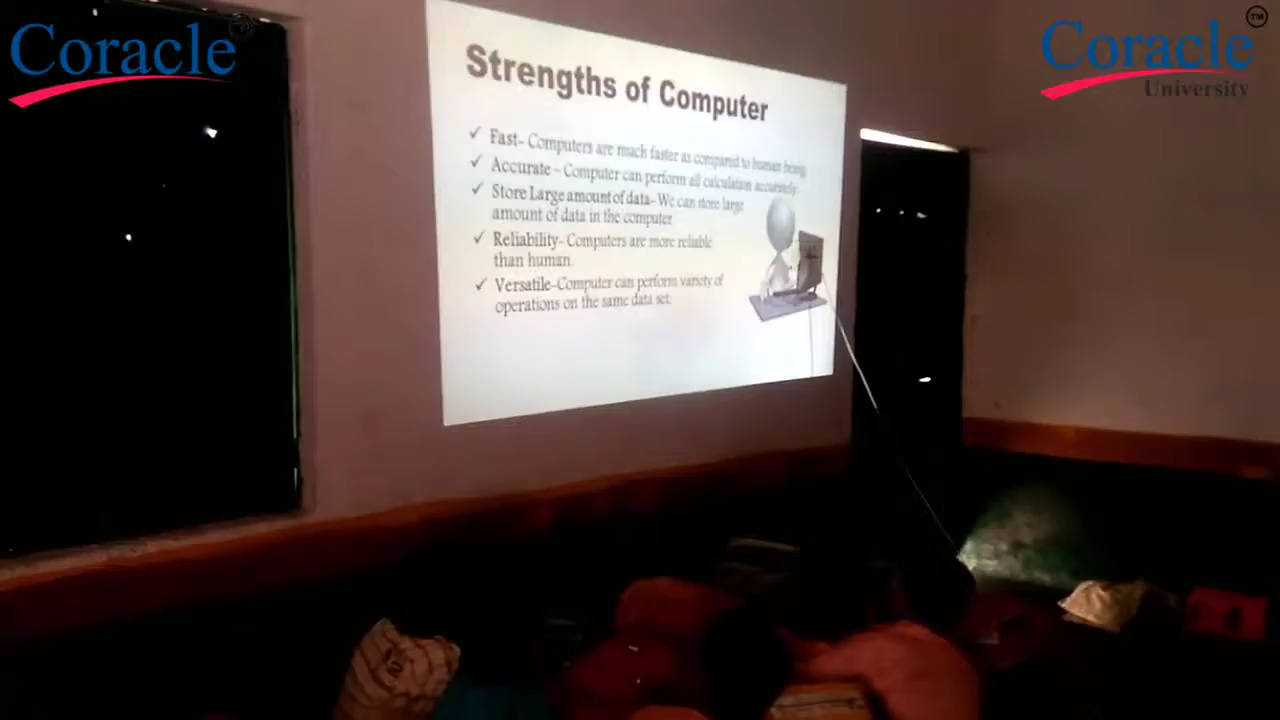 Coracle
Coracle TM
University
Strengths of Computer
✓ Fast- Computers are much faster as compared to human being
✓ Accurate - Computer can perform all calculation accurately.
✓ Store Large amount of data- We can store large
amount of data in the computer
✓ Reliability- Computers are more reliable
than human.
✓ Versatile-Computer can perform variety of
operations on the same data set.